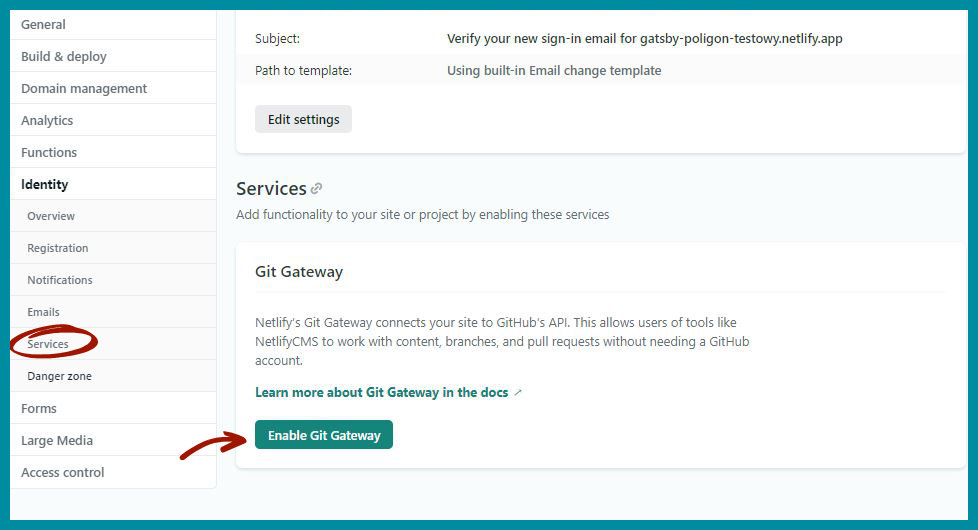 General
Build & deploy
Domain management
Analytics
Functions
Identity
Overview
Registration
Notifications
Emails
Services
Danger zone
Forms
Large Media
Access control
Subject: Verify your new sign-in email for gatsby-poligon-testowy.netlify.app
Path to template: Using built-in Email change template
Edit settings
Services
Add functionality to your site or project by enabling these services
Git Gateway
Netlify's Git Gateway connects your site to GitHub's API. This allows users of tools like
NetlifyCMS to work with content, branches, and pull requests without needing a GitHub
account.
Learn more about Git Gateway in the docs
Enable Git Gateway